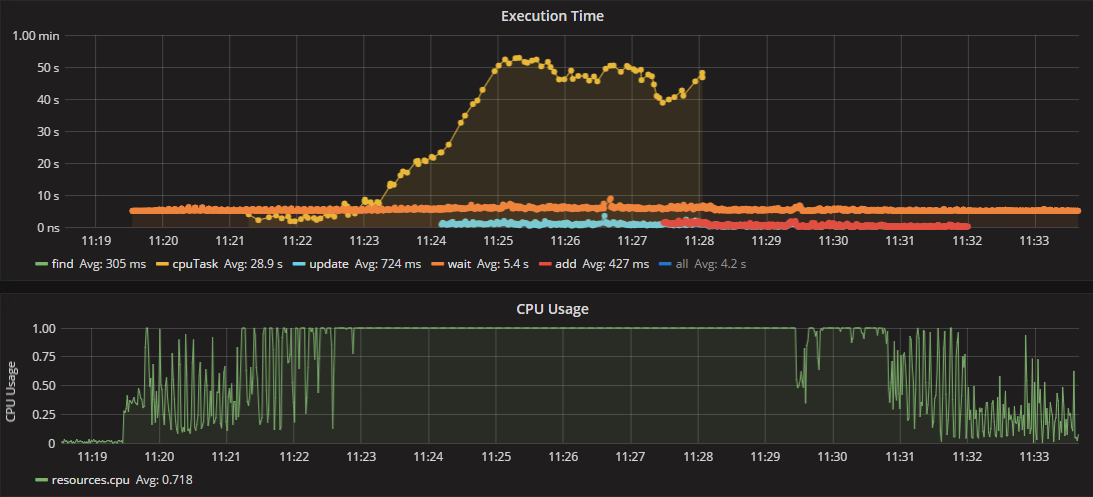 Execution Time
1.00 min
50 s
40 s
30 s
20 s
10 s
0 ns
11:19 11:20 11:21 11:22 11:23 11:24 11:25 11:26 11:27 11:28 11:29 11:30 11:31 11:32 11:33
find Avg: 305 ms cpuTask Avg: 28.9 s update Avg: 724 ms wait Avg: 5.4 s add Avg: 427 ms all Avg: 4.2 s
CPU Usage
CPU Usage
1.00
0.75
0.50
0.25
0
11:19 11:20 11:21 11:22 11:23 11:24 11:25 11:26 11:27 11:28 11:29 11:30 11:31 11:32 11:33
resources.cpu Avg: 0.718